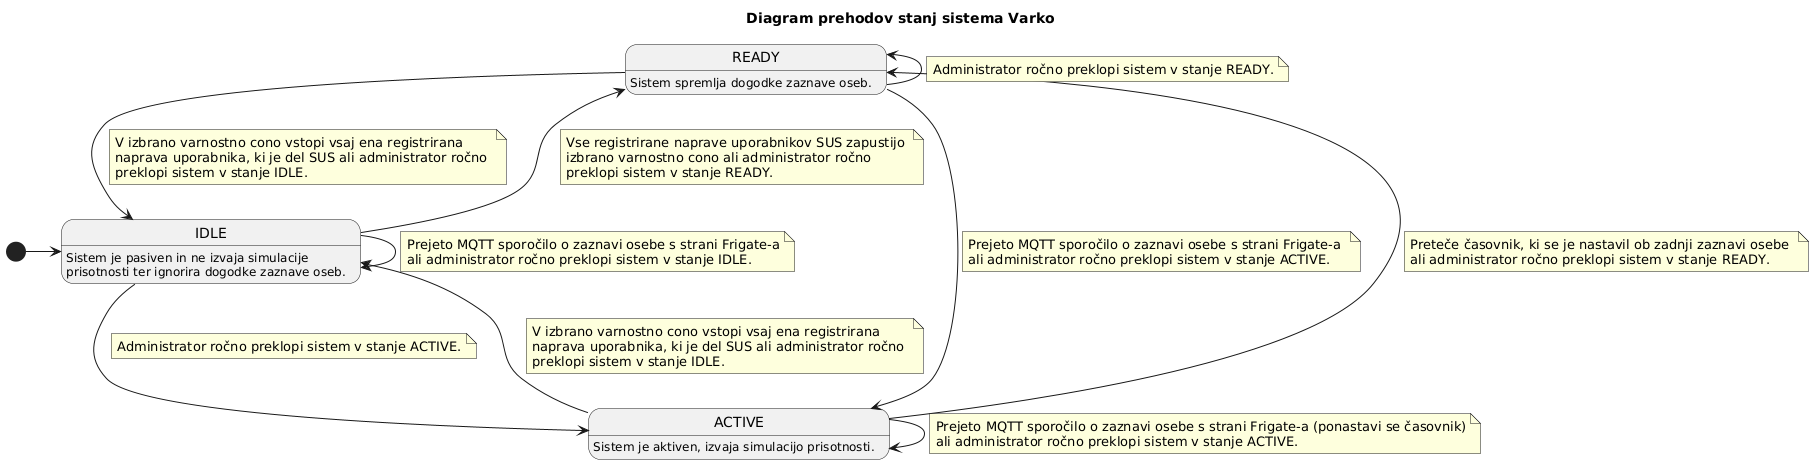 Diagram prehodov stanj sistema Varko
READY
Sistem spremlja dogodke zaznave oseb.
Administrator ročno preklopi sistem v stanje READY.
V izbrano varnostno cono vstopi vsaj ena registrirana
naprava uporabnika, ki je del SUS ali administrator ročno
preklopi sistem v stanje IDLE.
Vse registrirane naprave uporabnikov SUS zapustijo
izbrano varnostno cono ali administrator ročno
preklopi sistem v stanje READY.
IDLE
Sistem je pasiven in ne izvaja simulacije
prisotnosti ter ignorira dogodke zaznave oseb.
Prejeto MQTT sporočilo o zaznavi osebe s strani Frigate-a
ali administrator ročno preklopi sistem v stanje IDLE.
Prejeto MQTT sporočilo o zaznavi osebe s strani Frigate-a
ali administrator ročno preklopi sistem v stanje ACTIVE.
Preteče časovnik, ki se je nastavil ob zadnji zaznavi osebe
ali administrator ročno preklopi sistem v stanje READY.
Administrator ročno preklopi sistem v stanje ACTIVE.
V izbrano varnostno cono vstopi vsaj ena registrirana
naprava uporabnika, ki je del SUS ali administrator ročno
preklopi sistem v stanje IDLE.
ACTIVE
Sistem je aktiven, izvaja simulacijo prisotnosti.
Prejeto MQTT sporočilo o zaznavi osebe s strani Frigate-a (ponastavi se časovnik)
ali administrator ročno preklopi sistem v stanje ACTIVE.